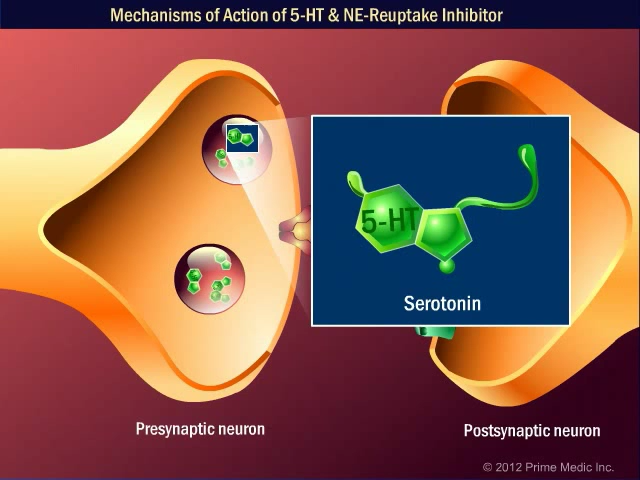 Mechanisms of Action of 5-HT & NE-Reuptake Inhibitor
5-HT
Serotonin
Presynaptic neuron
Postsynaptic neuron
© 2012 Prime Medic Inc.